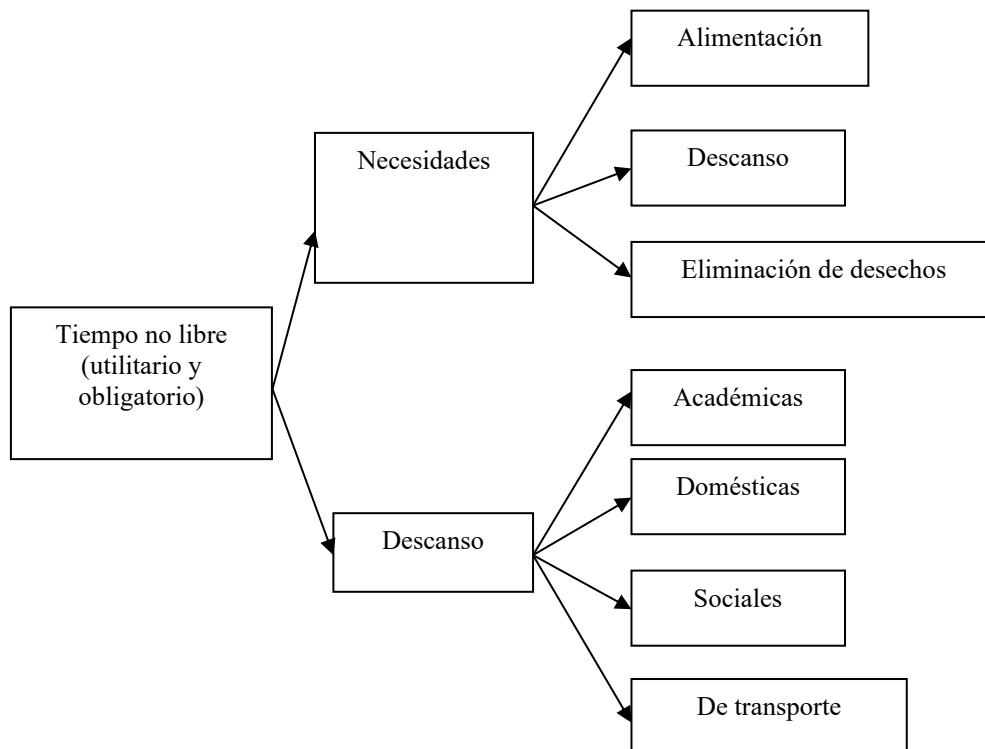 Alimentación
Necesidades
Descanso
Eliminación de desechos
Tiempo no libre
(utilitario y
obligatorio)
Académicas
Domésticas
Descanso
Sociales
De transporte